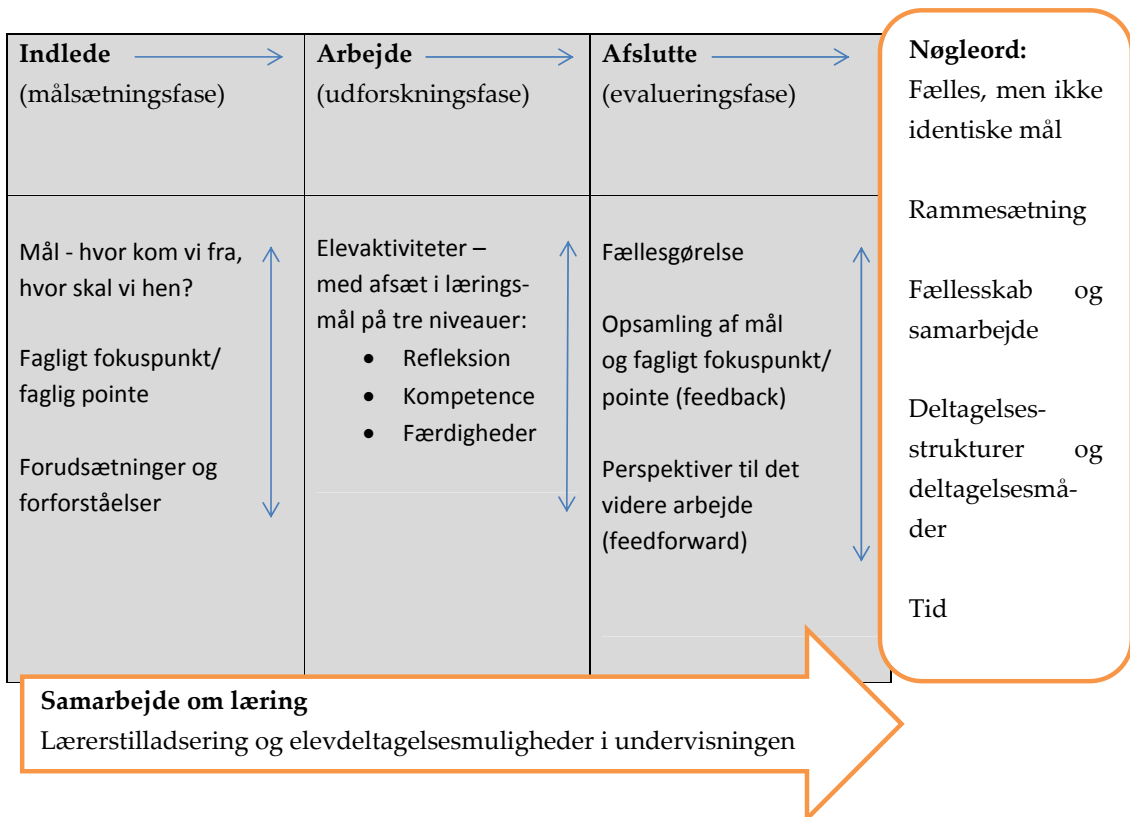 Indlede
(målsætningsfase)
Arbejde
(udforskningsfase)
Afslutte
(evalueringsfase)
Mål - hvor kom vi fra,
hvor skal vi hen?
Fagligt fokuspunkt/
faglig pointe
Forudsætninger og
forforståelser
Elevaktiviteter –
med afsæt i lærings-
mål på tre niveauer:
• Refleksion
• Kompetence
• Færdigheder
Fællesgørelse
Opsamling af mål
og fagligt fokuspunkt/
pointe (feedback)
Perspektiver til det
videre arbejde
(feedforward)
Nøgleord:
Fælles, men ikke
identiske mål
Rammesætning
Fællesskab og
samarbejde
Deltagelses-
strukturer og
deltagelsesmå-
der
Tid
Samarbejde om læring
Lærerstilladsering og elevdeltagelsesmuligheder i undervisningen